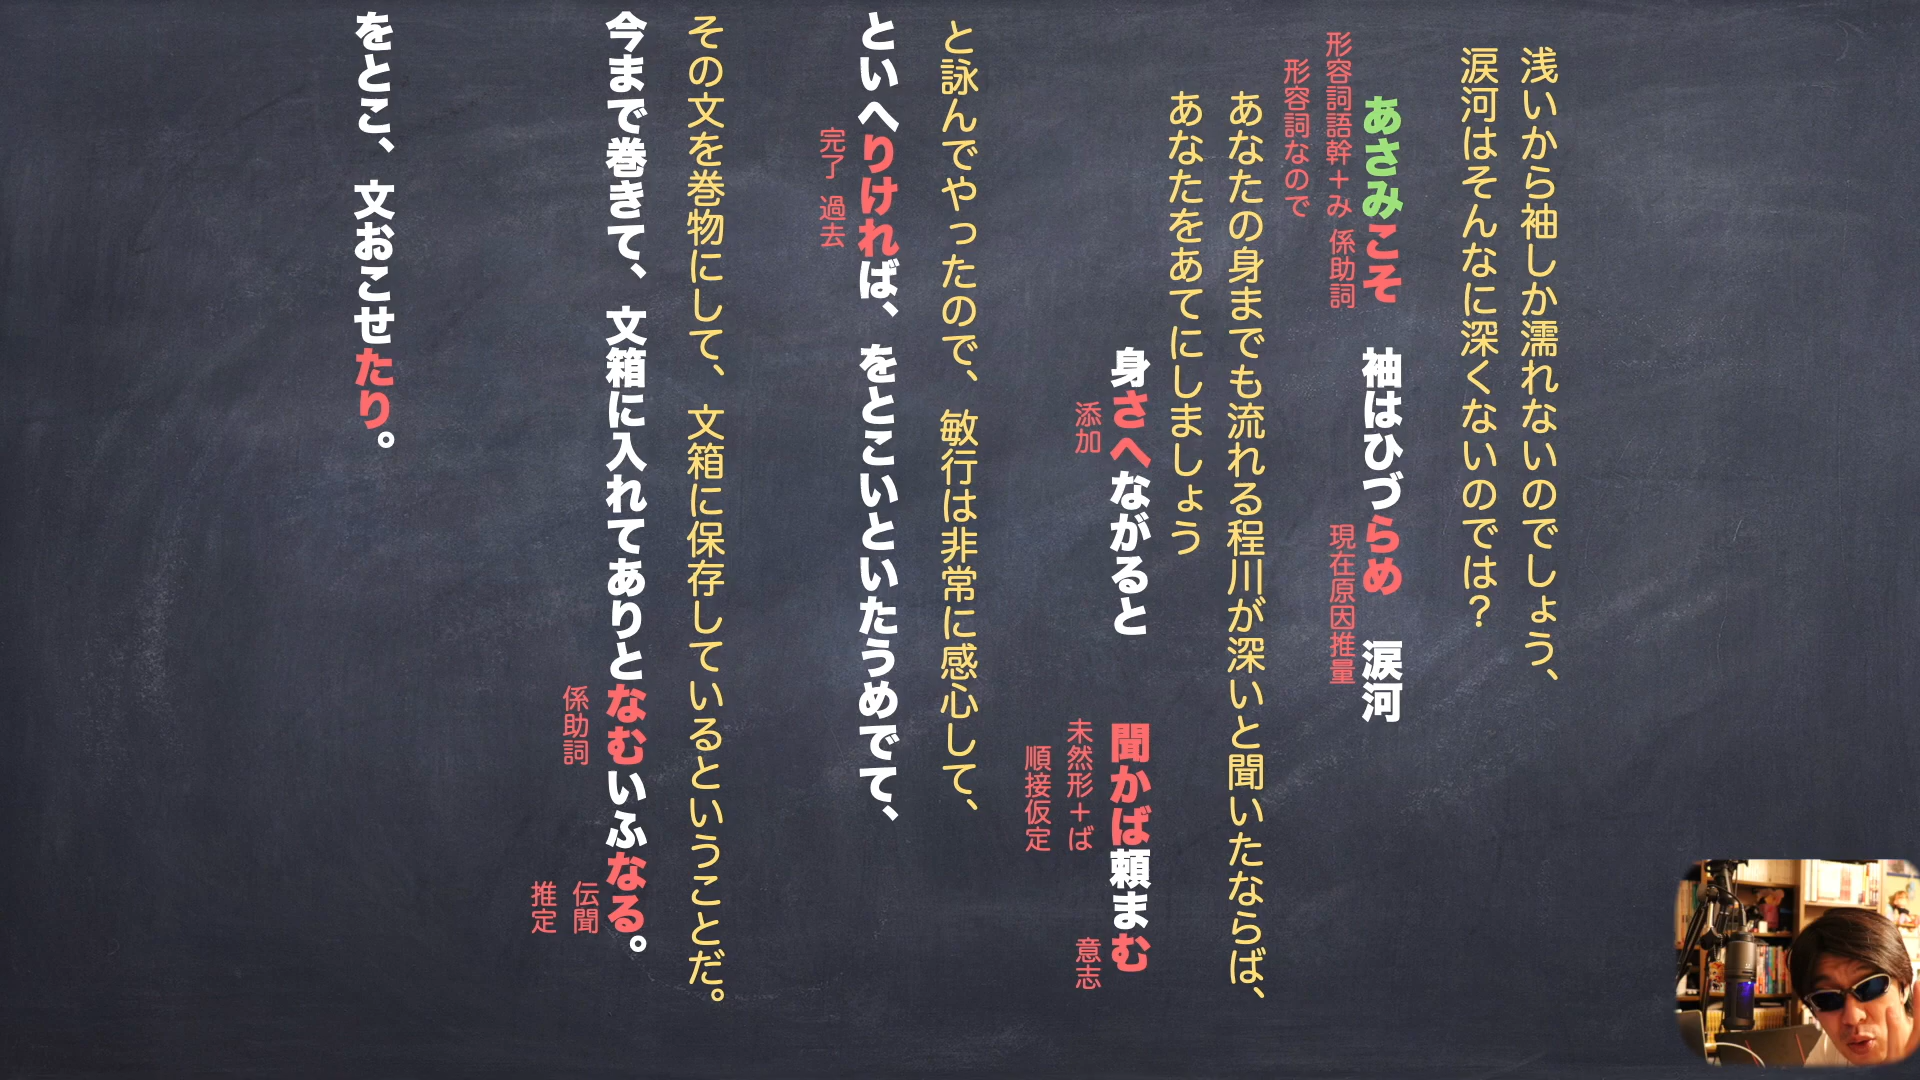 浅いから袖しか濡れないのでしょう、
涙河はそんなに深くないのでは？
あさみこそ　袖はひづらめ　涙河
形容詞語幹＋み 係助詞
現在原因推量
形容詞なので
あなたの身までも流れる程川が深いと聞いたならば、
あなたをあてにしましょう
身さへながると　聞かば頼まむ
添加
未然形＋ば
意志
順接仮定
と詠んでやったので、敏行は非常に感心して、
といへりければ、をとこいといたうめでて、
完了 過去
その文を巻物にして、文箱に保存しているということだ。
今まで巻きて、文箱に入れてありとなむいふなる。
係助詞
伝聞
推定
をとこ、文おこせたり。